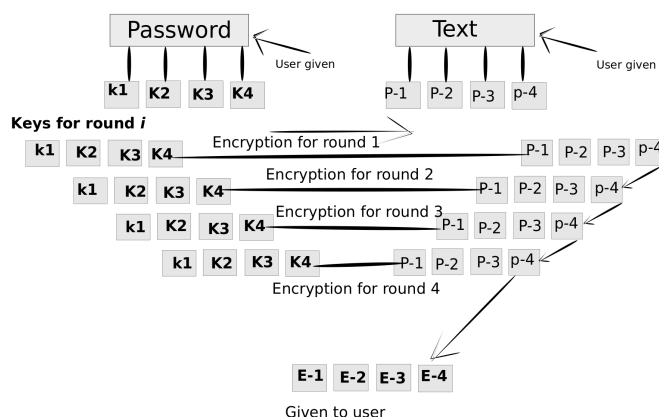 Password
Text
User given
User given
k1 K2 K3 K4
P-1 P-2 P-3 p-4
Keys for round i
Encryption for round 1
k1 K2 K3 K4
P-1 P-2 P-3 p-4
Encryption for round 2
k1 K2 K3 K4
P-1 P-2 P-3 p-4
Encryption for round 3
k1 K2 K3 K4
P-1 P-2 P-3 p-4
k1 K2 K3 K4
P-1 P-2 P-3 p-4
Encryption for round 4
E-1 E-2 E-3 E-4
Given to user